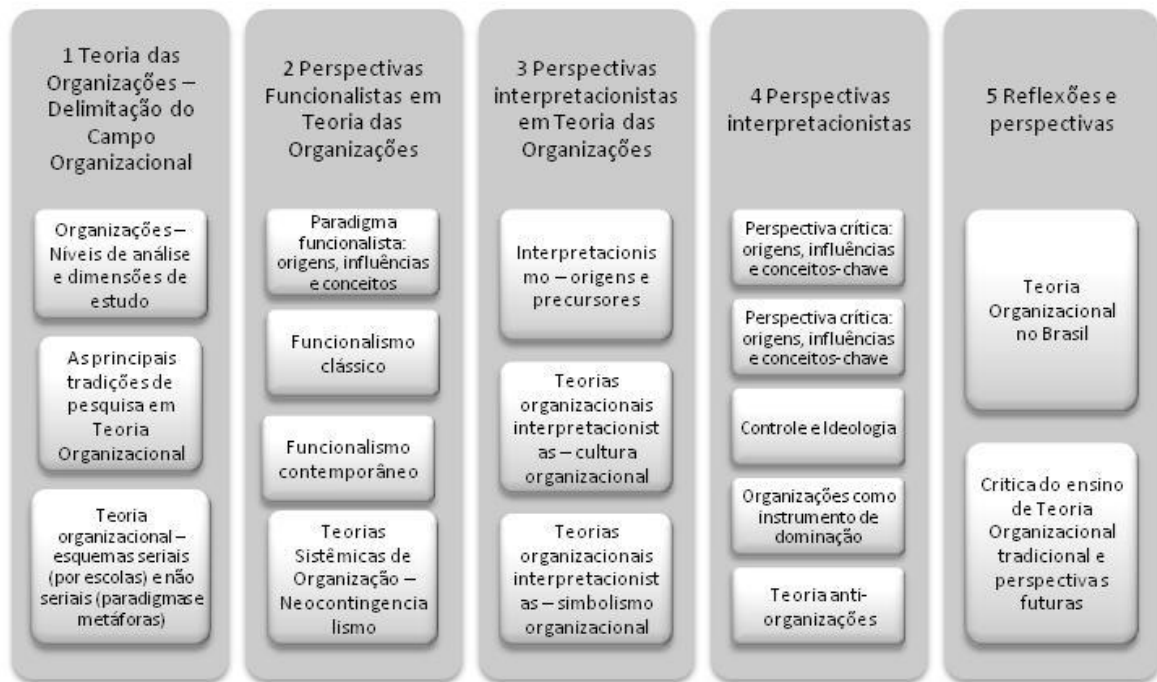 1 Teoria das
Organizações –
Delimitação do
Campo
Organizacional
Organizações –
Níveis de análise
e dimensões de
estudo
As principais
tradições de
pesquisa em
Teoria
Organizacional
Teoria
organizacional –
esquemas seriais
(por escolas) e não
seriais (paradigmas e
metáforas)
2 Perspectivas
Funcionalistas em
Teoria das
Organizações
Paradigma
funcionalista:
origens, influências
e conceitos
Funcionalismo
clássico
Funcionalismo
contemporâneo
Teorias
Sistêmicas de
Organização –
Neocontingencia
lismo
3 Perspectivas
interpretacionistas
em Teoria das
Organizações
Interpretacionis
mo – origens e
precursores
Teorias
organizacionais
interpretacionist
as – cultura
organizacional
Teorias
organizacionais
interpretacionist
as – simbolismo
organizacional
4 Perspectivas
interpretacionistas
Perspectiva crítica:
origens, influências
e conceitos-chave
Perspectiva crítica:
origens, influências
e conceitos-chave
Controle e Ideologia
Organizações como
instrumento de
dominação
Teoria anti-
organizações
5 Reflexões e
perspectivas
Teoria
Organizacional
no Brasil
Critica do ensino
de Teoria
Organizacional
tradicional e
perspectivas
futuras